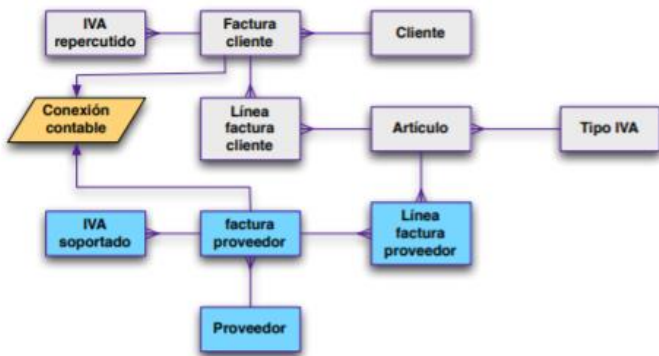 IVA
repercutido
Factura
cliente
Cliente
Conexión
contable
Línea
factura
cliente
Artículo
Tipo IVA
IVA
soportado
factura
proveedor
Línea
factura
proveedor
Proveedor